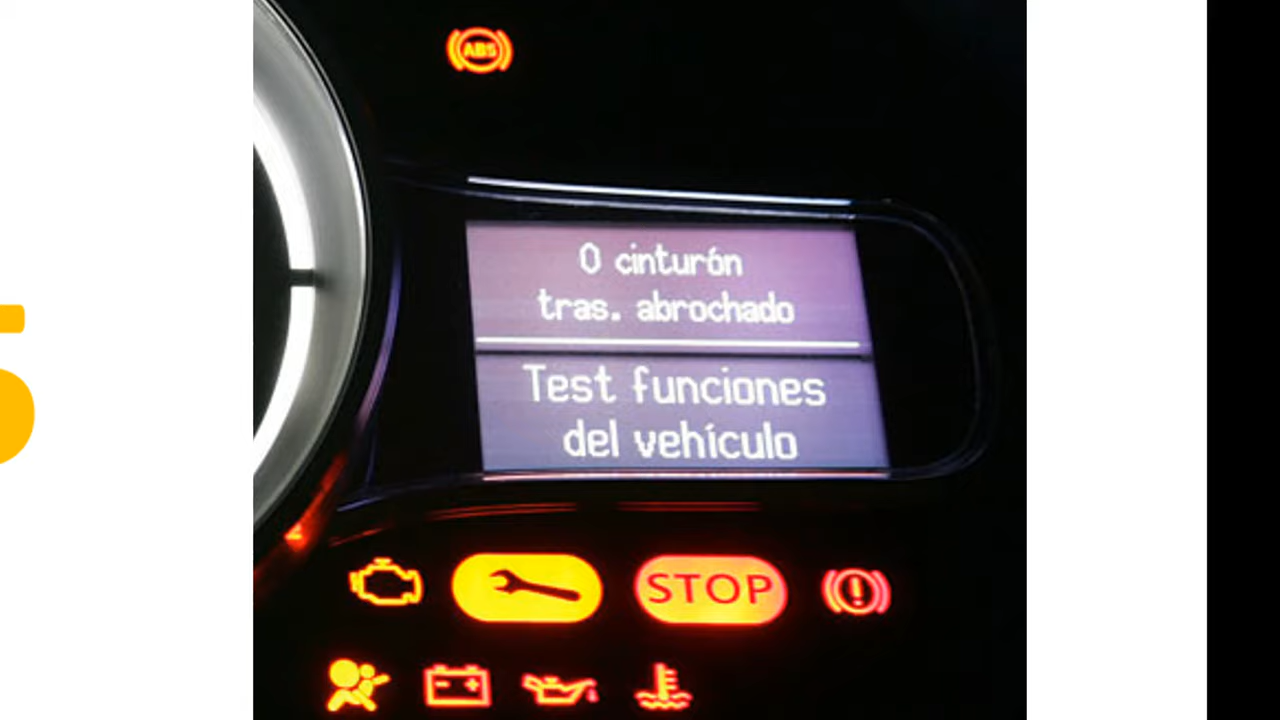 ABS
0 cinturón
tras. abrochado
Test funciones
del vehículo
STOP